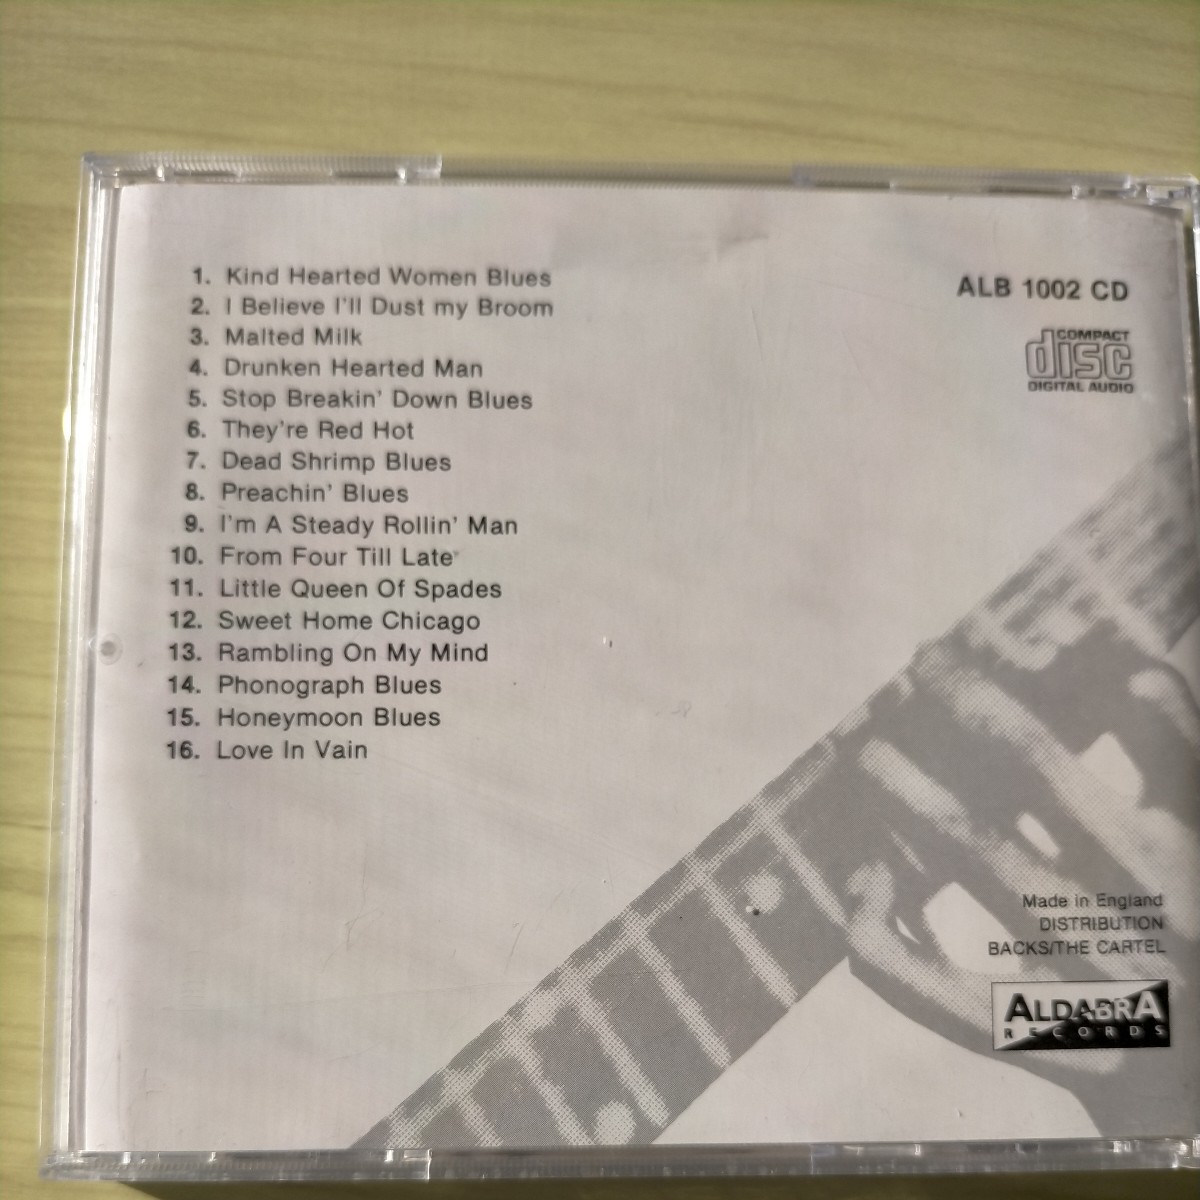 1. Kind Hearted Women Blues
2. I Believe I'll Dust my Broom
3. Malted Milk
4. Drunken Hearted Man
5. Stop Breakin' Down Blues
6. They're Red Hot
7. Dead Shrimp Blues
8. Preachin' Blues
9. I'm A Steady Rollin' Man
10. From Four Till Late
11. Little Queen Of Spades
12. Sweet Home Chicago
13. Rambling On My Mind
14. Phonograph Blues
15. Honeymoon Blues
16. Love In Vain
ALB 1002 CD
COMPACT
disc
DIGITAL AUDIO
Made in England
DISTRIBUTION
BACKS/THE CARTEL
ALDABRA
RECORDS